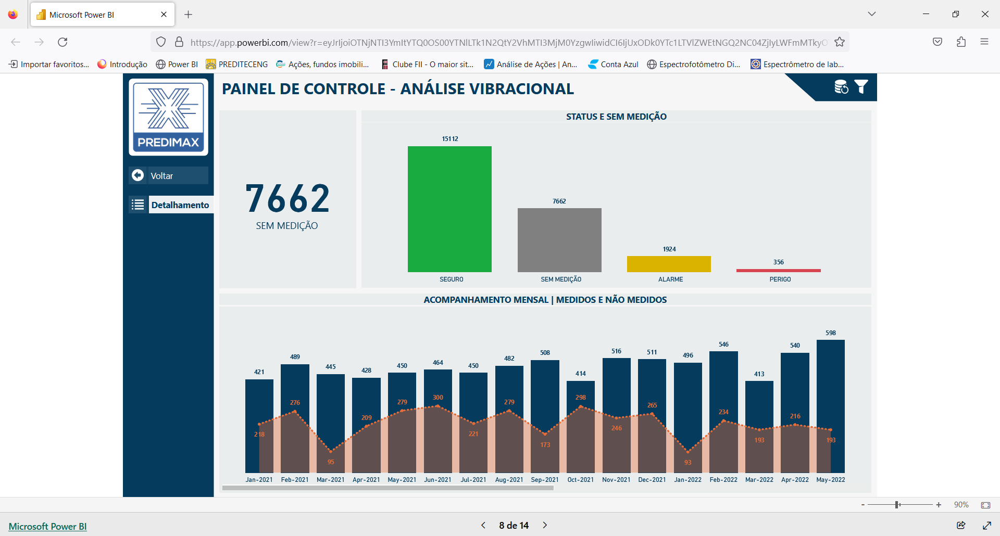 Microsoft Power BI
https://app.powerbi.com/view?r=
Importar favoritos... Introdução Power BI PREDITECENG Ações, fundos imobili... Clube FII - O maior sit... Análise de Ações | An... Conta Azul Espectrofotômetro Di... Espectrômetro de lab...
PREDIMAX
Voltar
Detalhamento
PAINEL DE CONTROLE - ANÁLISE VIBRACIONAL
7662
SEM MEDIÇÃO
STATUS E SEM MEDIÇÃO
15112
7662
1924
356
SEGURO SEM MEDIÇÃO ALARME PERIGO
ACOMPANHAMENTO MENSAL | MEDIDOS E NÃO MEDIDOS
421 489 445 428 450 464 450 482 508 414 516 511 496 546 413 540 598
218 276 95 209 279 300 221 279 173 298 246 265 93 234 193 216 193
Jan-2021 Feb-2021 Mar-2021 Apr-2021 May-2021 Jun-2021 Jul-2021 Aug-2021 Sep-2021 Oct-2021 Nov-2021 Dec-2021 Jan-2022 Feb-2022 Mar-2022 Apr-2022 May-2022
- + 90%
Microsoft Power BI
8 de 14